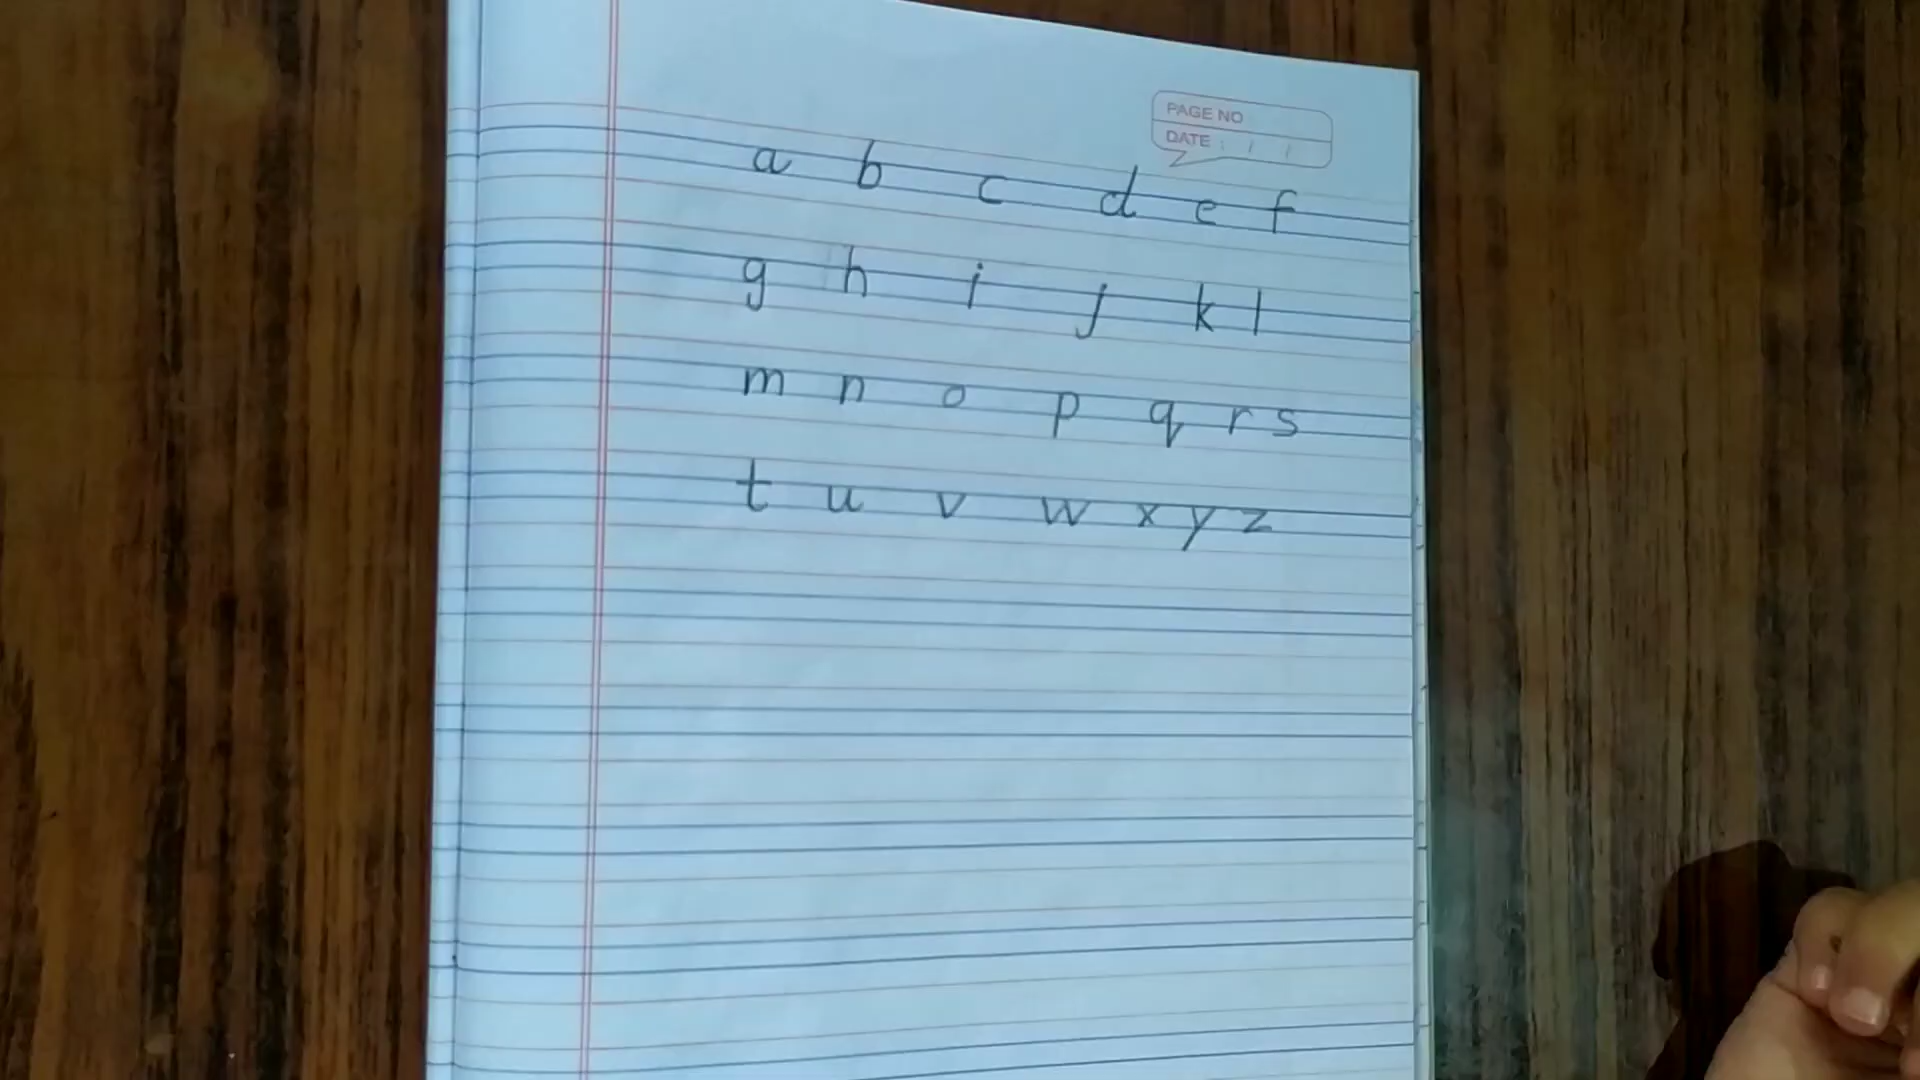 PAGE NO
DATE : / /
a b c d e f
g h i j k l
m n o p q r s
t u v w x y z